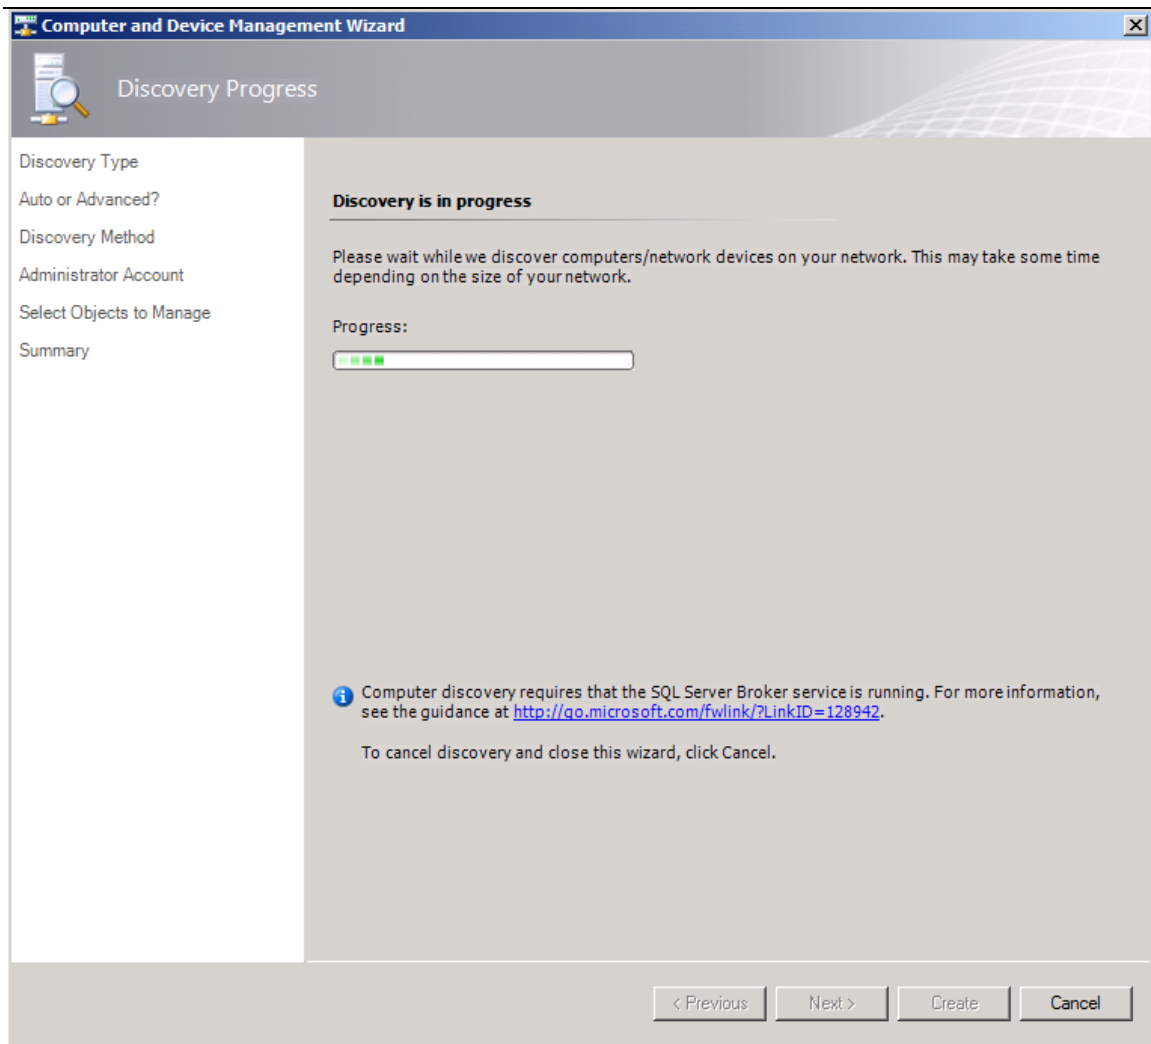 Computer and Device Management Wizard
Discovery Progress
Discovery Type
Auto or Advanced?
Discovery Method
Administrator Account
Select Objects to Manage
Summary
Discovery is in progress
Please wait while we discover computers/network devices on your network. This may take some time
depending on the size of your network.
Progress:
Computer discovery requires that the SQL Server Broker service is running. For more information,
see the guidance at http://go.microsoft.com/fwlink/?LinkID=128942.
To cancel discovery and close this wizard, click Cancel.
< Previous
Next >
Create
Cancel